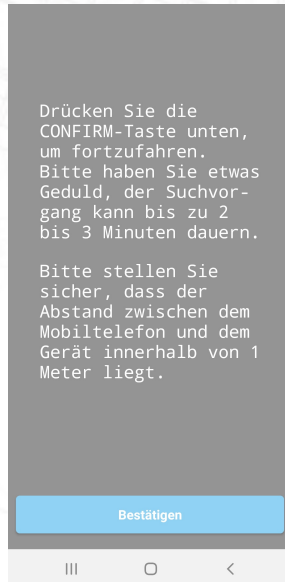 Drücken Sie die
CONFIRM-Taste unten,
um fortzufahren.
Bitte haben Sie etwas
Geduld, der Suchvor-
gang kann bis zu 2
bis 3 Minuten dauern.
Bitte stellen Sie
sicher, dass der
Abstand zwischen dem
Mobiltelefon und dem
Gerät innerhalb von 1
Meter liegt.
Bestätigen